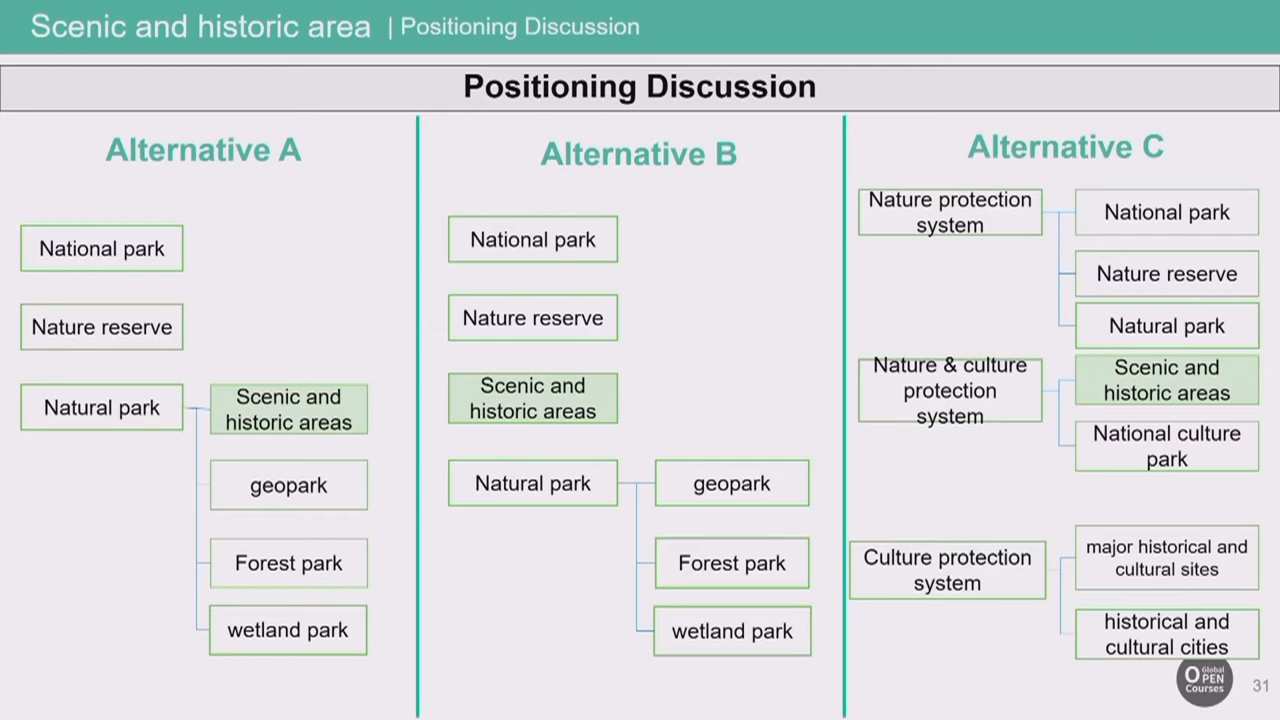 Scenic and historic area | Positioning Discussion
Positioning Discussion
Alternative A
National park
Nature reserve
Natural park
Scenic and
historic areas
geopark
Forest park
wetland park
Alternative B
National park
Nature reserve
Scenic and
historic areas
Natural park
geopark
Forest park
wetland park
Alternative C
Nature protection
system
National park
Nature reserve
Natural park
Nature & culture
protection
system
Scenic and
historic areas
National culture
park
Culture protection
system
major historical and
cultural sites
historical and
cultural cities
Global
OPEN
Courses
31